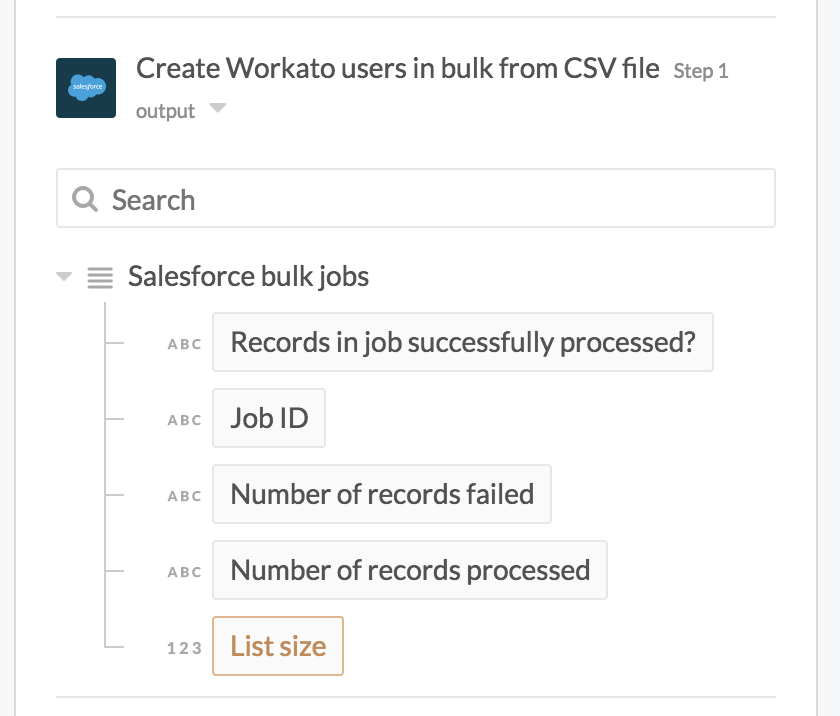 Create Workato users in bulk from CSV file Step 1
salesforce
output
Search
Salesforce bulk jobs
ABC Records in job successfully processed?
ABC Job ID
ABC Number of records failed
ABC Number of records processed
123 List size